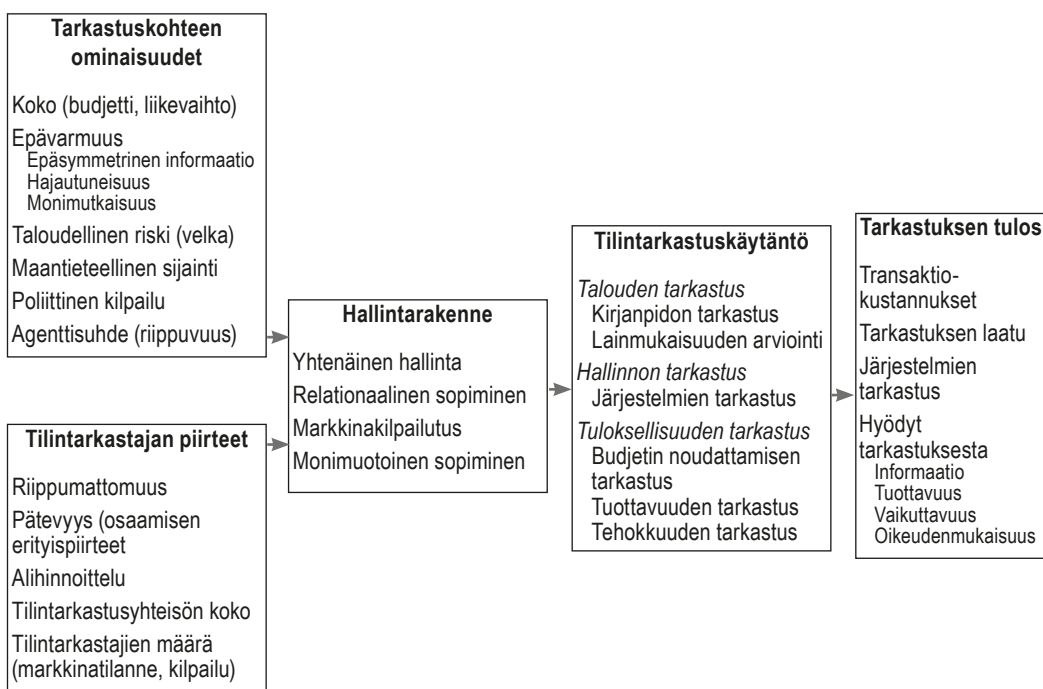 Tarkastuskohteen
ominaisuudet
Koko (budjetti, liikevaihto)
Epävarmuus
Epäsymmetrinen informaatio
Hajautuneisuus
Monimutkaisuus
Taloudellinen riski (velka)
Maantieteellinen sijainti
Poliittinen kilpailu
Agenttisuhde (riippuvuus)
Tilintarkastajan piirteet
Riippumattomuus
Pätevyys (osaamisen
erityispiirteet
Alihinnoittelu
Tilintarkastusyhteisön koko
Tilintarkastajien määrä
(markkinatilanne, kilpailu)
Hallintarakenne
Yhtenäinen hallinta
Relationaalinen sopiminen
Markkinakilpailutus
Monimuotoinen sopiminen
Tilintarkastuskäytäntö
Talouden tarkastus
Kirjanpidon tarkastus
Lainmukaisuuden arviointi
Hallinnon tarkastus
Järjestelmien tarkastus
Tuloksellisuuden tarkastus
Budjetin noudattamisen
tarkastus
Tuottavuuden tarkastus
Tehokkuuden tarkastus
Tarkastuksen tulos
Transaktio-
kustannukset
Tarkastuksen laatu
Järjestelmien
tarkastus
Hyödyt
tarkastuksesta
Informaatio
Tuottavuus
Vaikuttavuus
Oikeudenmukaisuus